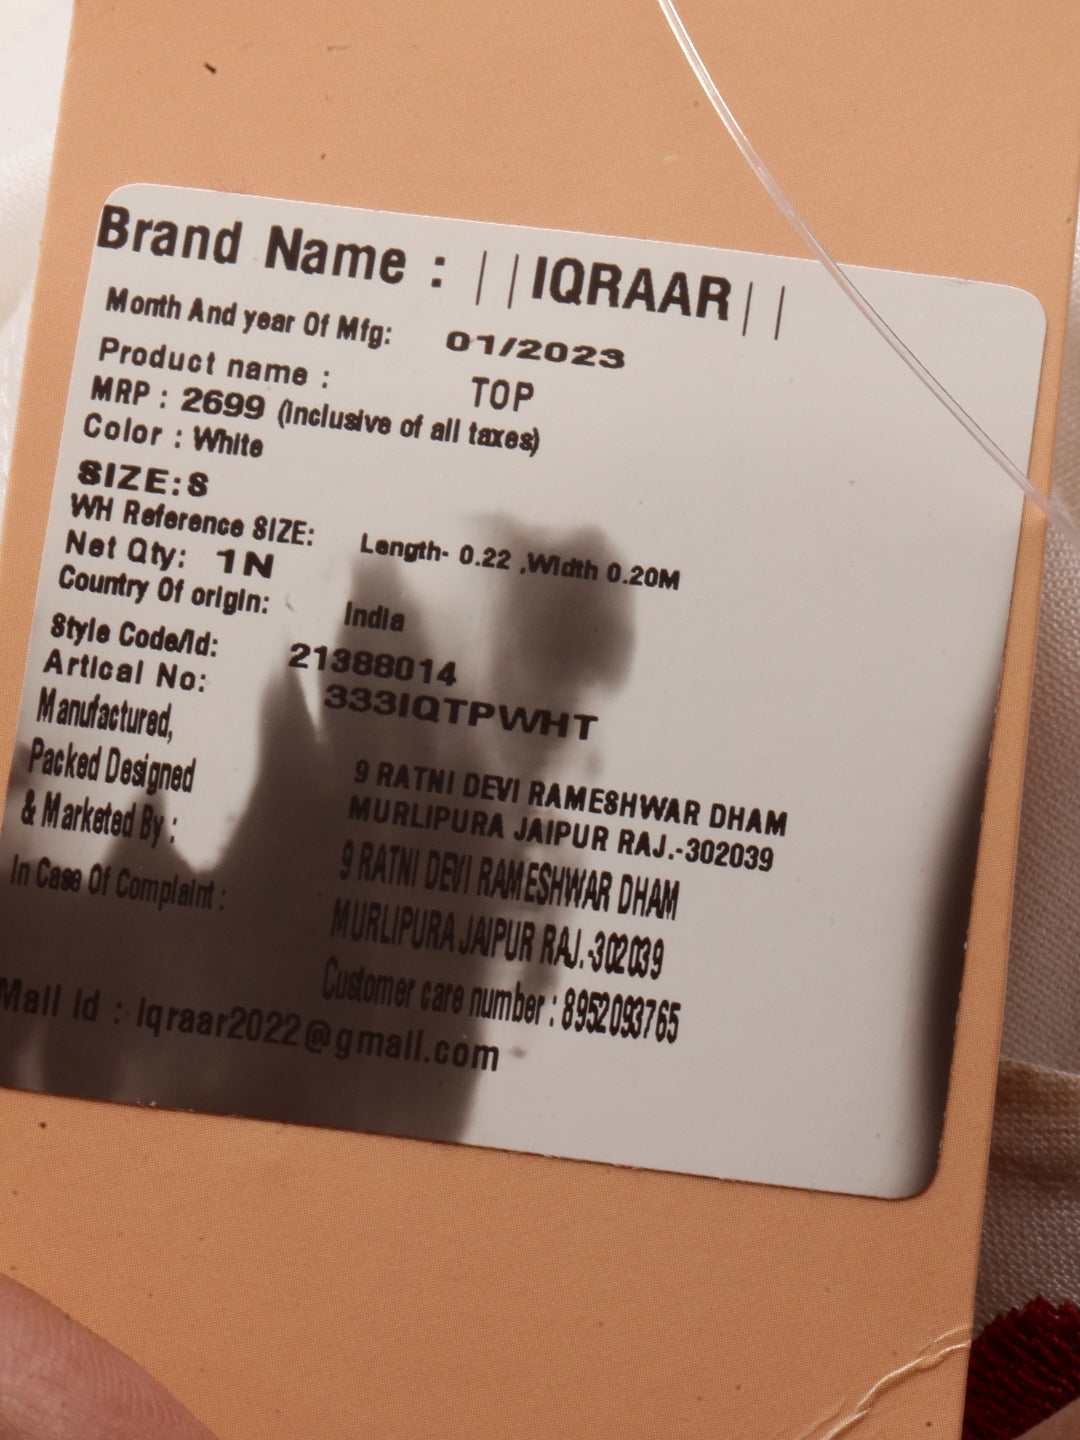 Brand Name : ||IQRAAR||
Month And year Of Mfg: 01/2023
Product name : TOP
MRP : 2699 (Inclusive of all taxes)
Color : White
SIZE:S
WH Reference SIZE: Length- 0.22 ,Width 0.20M
Net Qty: 1N
Country Of origin: India
Style Code/Id: 21388014
Artical No: 333IQTPWHT
Manufactured,
Packed Designed
& Marketed By :
9 RATNI DEVI RAMESHWAR DHAM
MURLIPURA JAIPUR RAJ.-302039
In Case Of Complaint :
9 RATNI DEVI RAMESHWAR DHAM
MURLIPURA JAIPUR RAJ.-302039
Customer care number : 8952093765
Mail id : iqraar2022@gmail.com